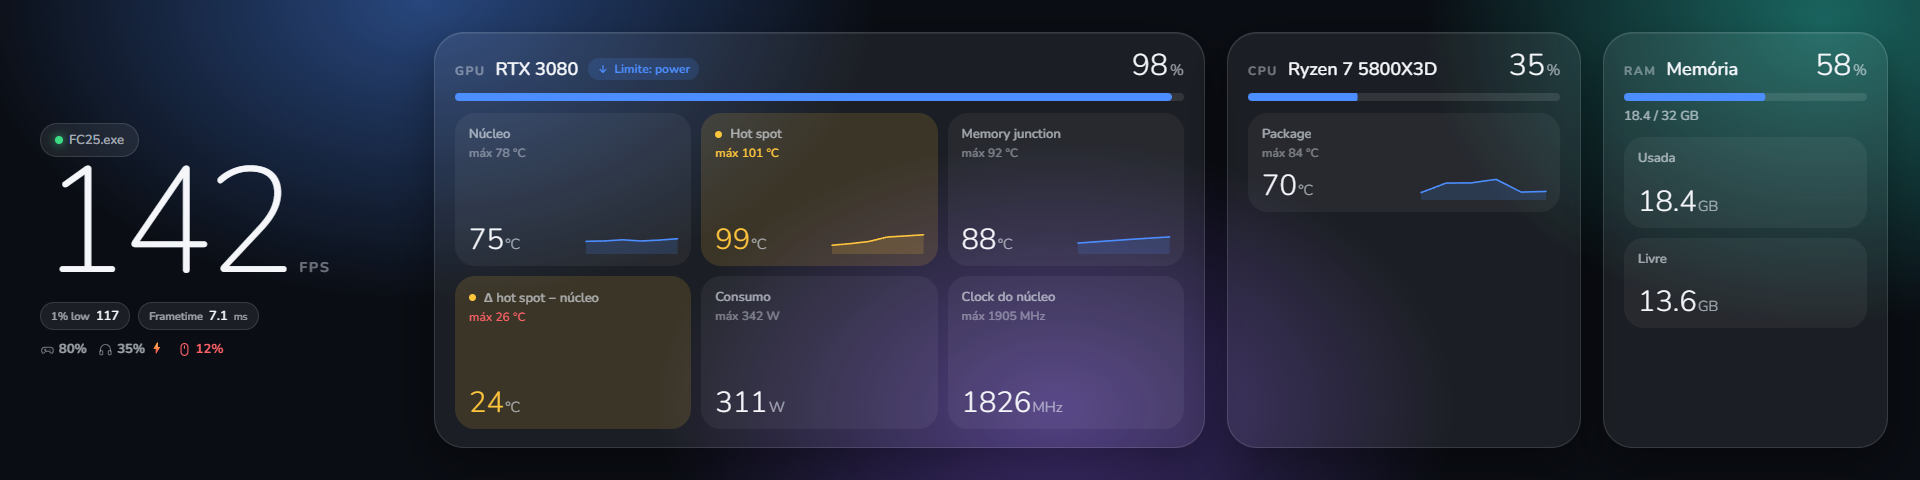 FC25.exe
142 FPS
1% low 117
Frametime 7.1 ms
80% 35% 12%
GPU RTX 3080 ↓ Limite: power 98%
Núcleo
máx 78 °C
75°C
Hot spot
máx 101 °C
99°C
Memory junction
máx 92 °C
88°C
Δ hot spot – núcleo
máx 26 °C
24°C
Consumo
máx 342 W
311W
Clock do núcleo
máx 1905 MHz
1826MHz
CPU Ryzen 7 5800X3D 35%
Package
máx 84 °C
70°C
RAM Memória 58%
18.4 / 32 GB
Usada
18.4GB
Livre
13.6GB